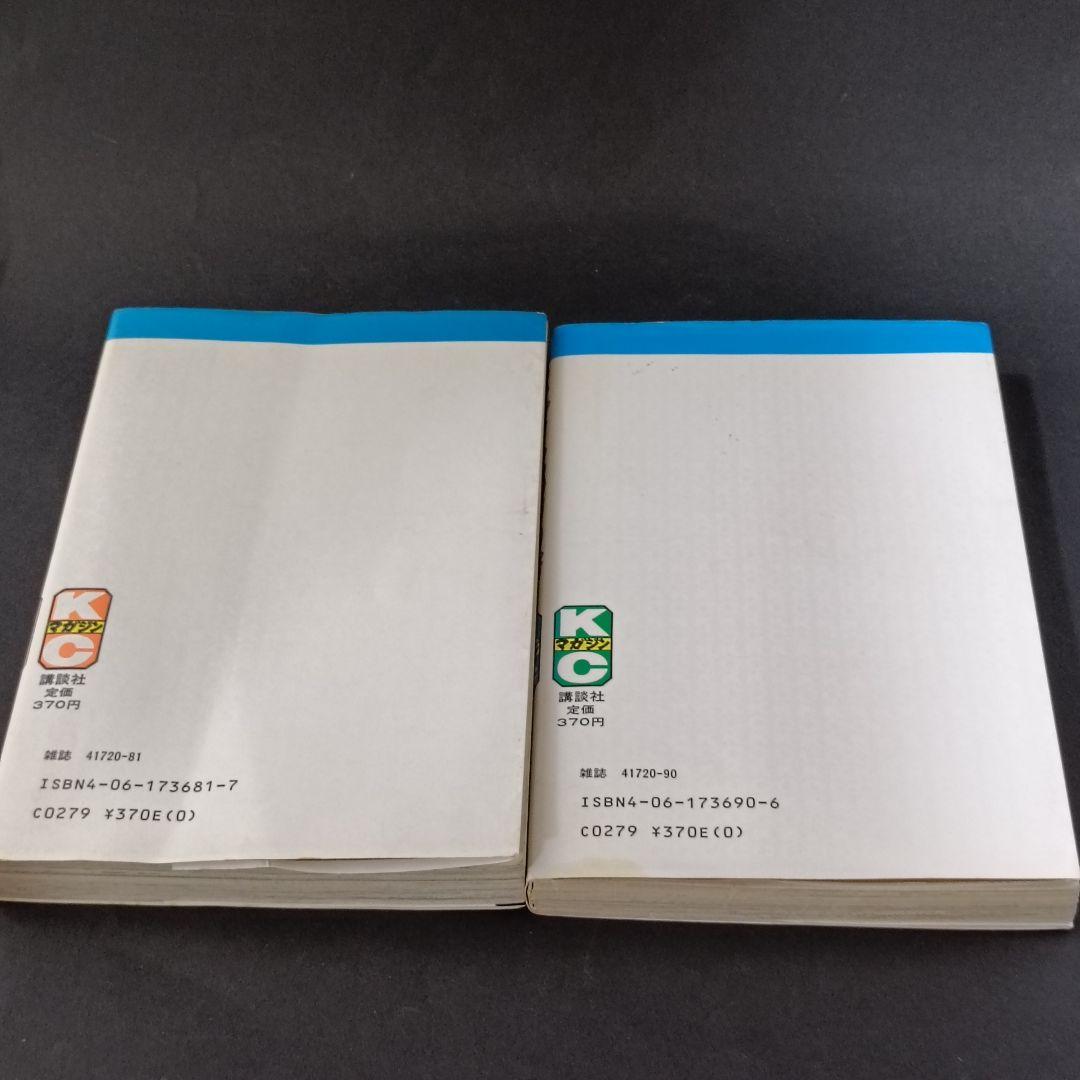 K
マガジン
C
講談社
定価
370円
雑誌 41720-81
ISBN4-06-173681-7
C0279 ¥370E(0)
K
マガジン
C
講談社
定価
370円
雑誌 41720-90
ISBN4-06-173690-6
C0279 ¥370E(0)